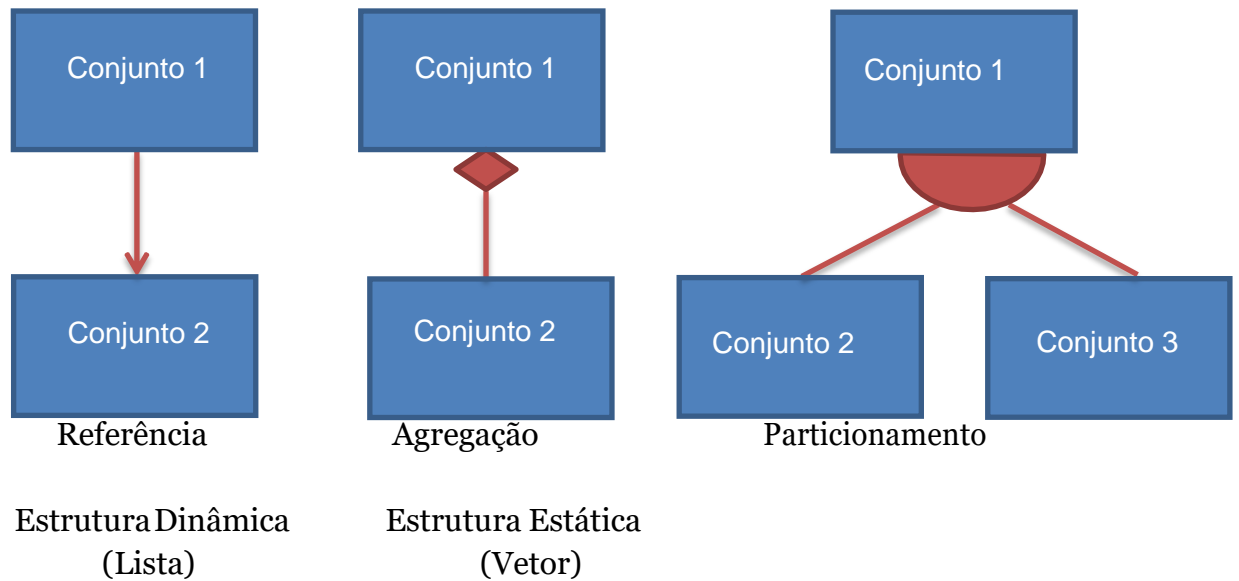 Conjunto 1
Conjunto 1
Conjunto 1
Conjunto 2
Conjunto 2
Conjunto 2
Conjunto 3
Referência
Agregação
Particionamento
Estrutura Dinâmica
(Lista)
Estrutura Estática
(Vetor)